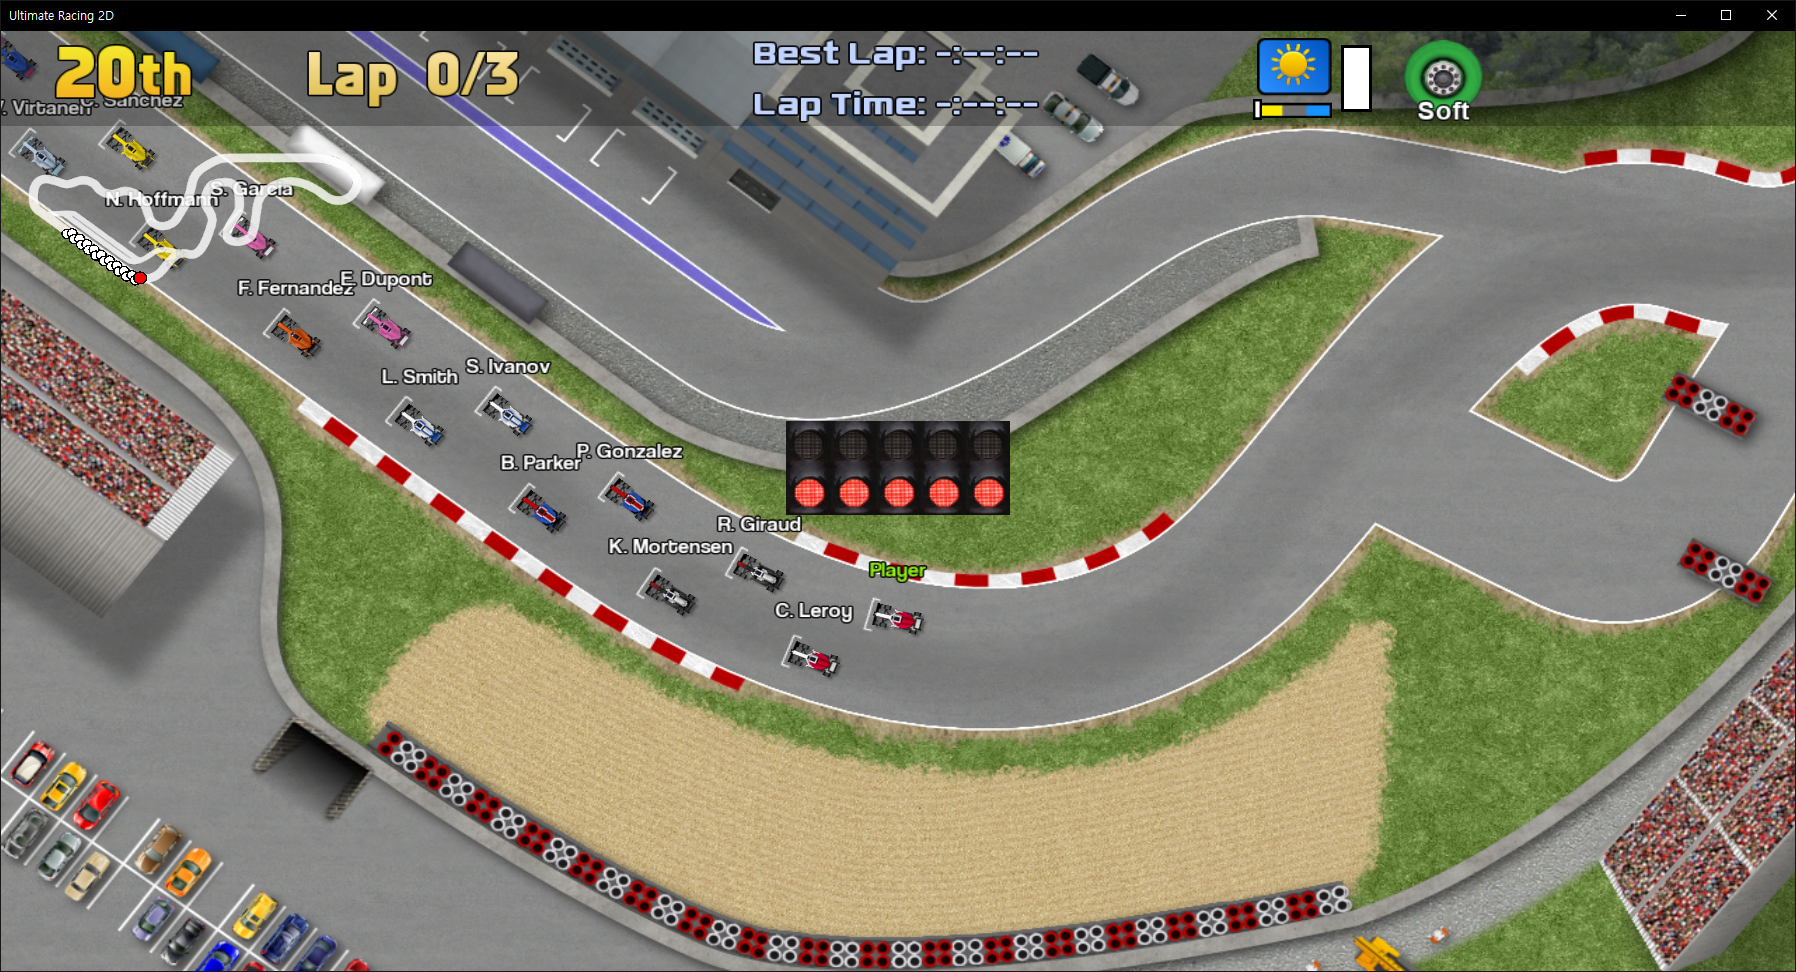 Ultimate Racing 2D
20th
Lap 0/3
Best Lap: -:--:--
Lap Time: -:--:--
Soft
. Virtanen
. Sanchez
N. Hoffmann
S. Garcia
F. Fernandez
E. Dupont
L. Smith
S. Ivanov
B. Parker
P. Gonzalez
K. Mortensen
R. Giraud
C. Leroy
Player